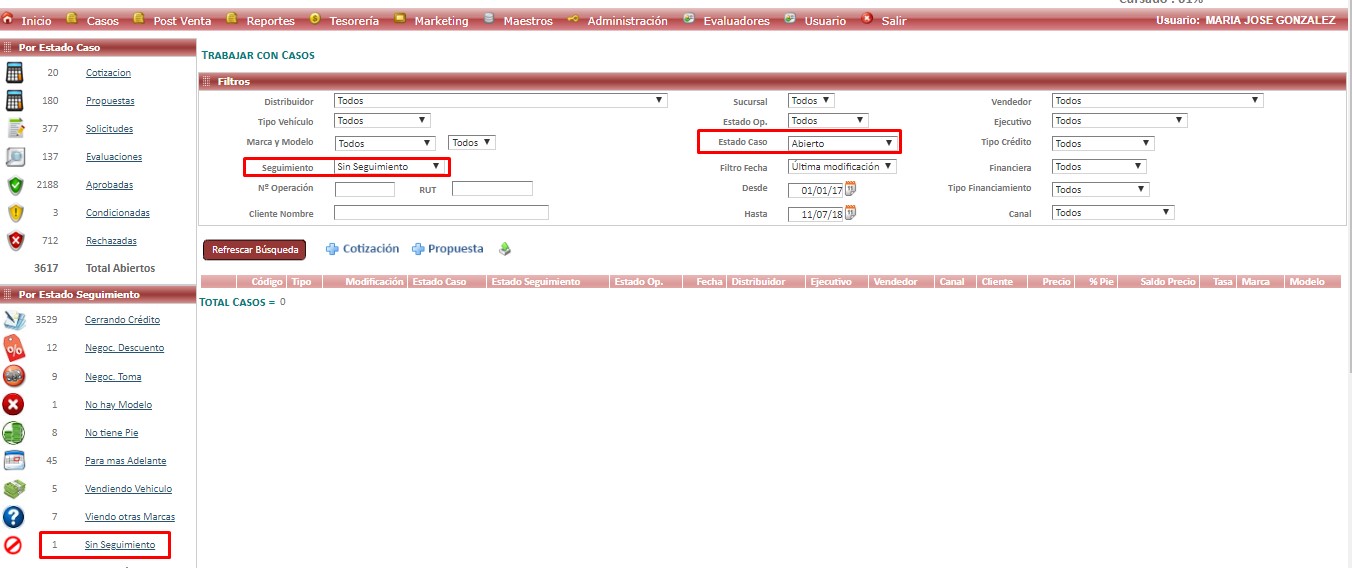 Inicio Casos Post Venta Reportes Tesorería Marketing Maestros Administración Evaluadores Usuario Salir Usuario: MARIA JOSE GONZALEZ
Por Estado Caso
20 Cotizacion
180 Propuestas
377 Solicitudes
137 Evaluaciones
2188 Aprobadas
3 Condicionadas
712 Rechazadas
3617 Total Abiertos
Por Estado Seguimiento
3529 Cerrando Crédito
12 Negoc. Descuento
9 Negoc. Toma
1 No hay Modelo
8 No tiene Pie
45 Para mas Adelante
5 Vendiendo Vehiculo
7 Viendo otras Marcas
1 Sin Seguimiento
TRABAJAR CON CASOS
Filtros
Distribuidor Todos Sucursal Todos Vendedor Todos
Tipo Vehículo Todos Estado Op. Todos Ejecutivo Todos
Marca y Modelo Todos Todos Estado Caso Abierto Tipo Crédito Todos
Seguimiento Sin Seguimiento Filtro Fecha Última modificación Financiera Todos
Nº Operación RUT Desde 01/01/17 Tipo Financiamiento Todos
Cliente Nombre Hasta 11/07/18 Canal Todos
Refrescar Búsqueda Cotización Propuesta
Código Tipo Modificación Estado Caso Estado Seguimiento Estado Op. Fecha Distribuidor Ejecutivo Vendedor Canal Cliente Precio % Pie Saldo Precio Tasa Marca Modelo
TOTAL CASOS = 0